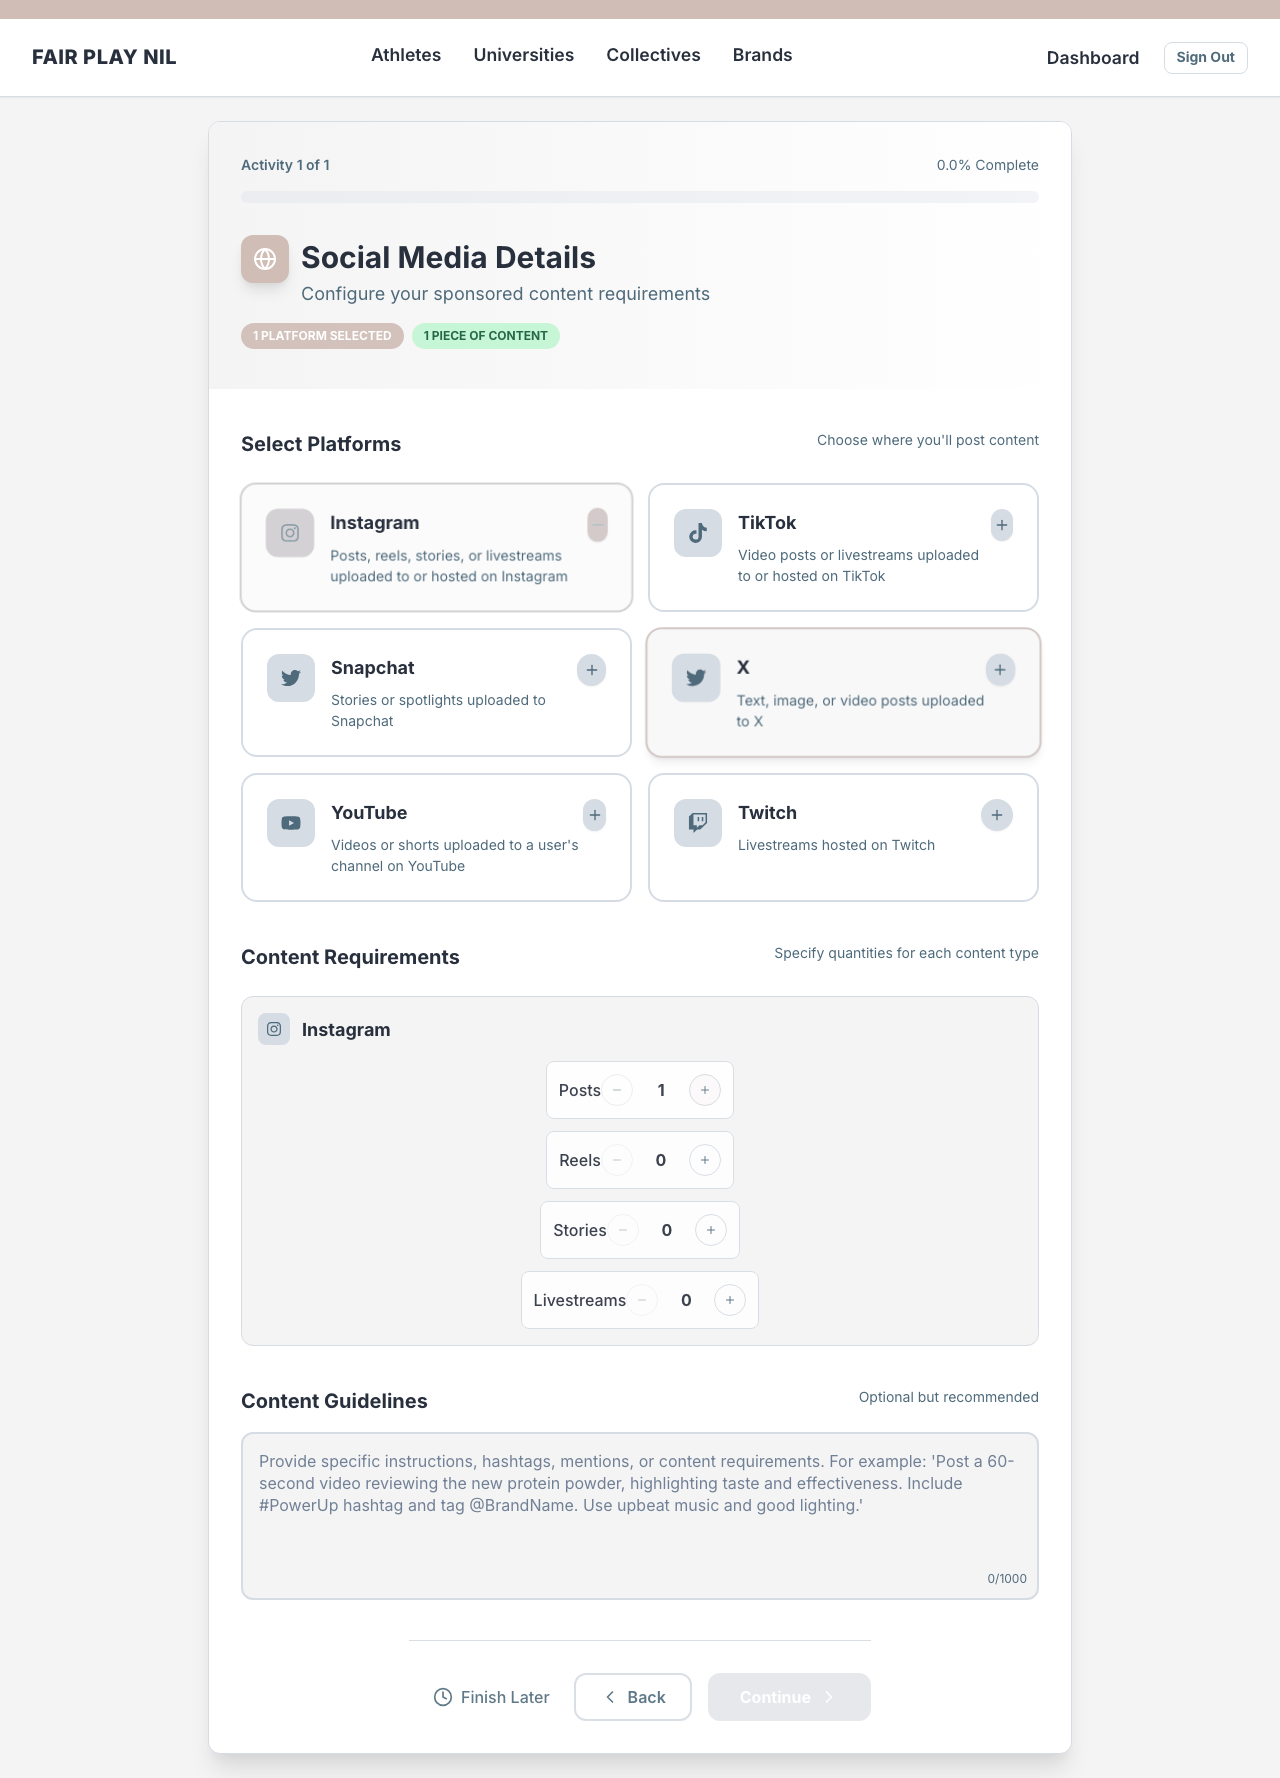 FAIR PLAY NIL
Athletes
Universities
Collectives
Brands
Dashboard
Sign Out
Activity 1 of 1
0.0% Complete
Social Media Details
Configure your sponsored content requirements
1 PLATFORM SELECTED
1 PIECE OF CONTENT
Select Platforms
Choose where you'll post content
Instagram
Posts, reels, stories, or livestreams
uploaded to or hosted on Instagram
TikTok
Video posts or livestreams uploaded
to or hosted on TikTok
Snapchat
Stories or spotlights uploaded to
Snapchat
X
Text, image, or video posts uploaded
to X
YouTube
Videos or shorts uploaded to a user's
channel on YouTube
Twitch
Livestreams hosted on Twitch
Content Requirements
Specify quantities for each content type
Instagram
Posts
1
Reels
0
Stories
0
Livestreams
0
Content Guidelines
Optional but recommended
Provide specific instructions, hashtags, mentions, or content requirements. For example: 'Post a 60-
second video reviewing the new protein powder, highlighting taste and effectiveness. Include
#PowerUp hashtag and tag @BrandName. Use upbeat music and good lighting.'
0/1000
Finish Later
Back
Continue